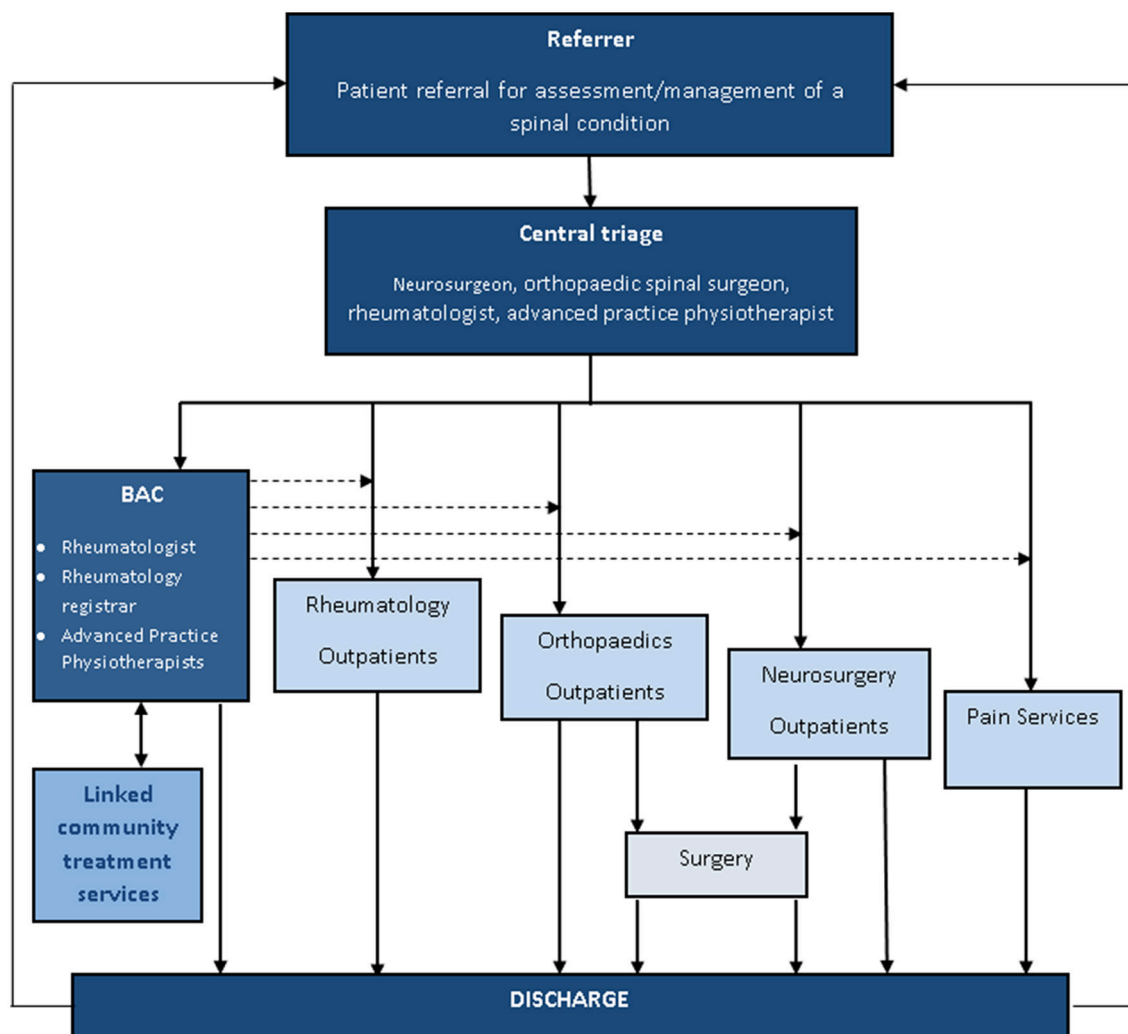 Referrer
Patient referral for assessment/management of a
spinal condition
Central triage
Neurosurgeon, orthopaedic spinal surgeon,
rheumatologist, advanced practice physiotherapist
BAC
• Rheumatologist
• Rheumatology
registrar
• Advanced Practice
Physiotherapists
Rheumatology
Outpatients
Orthopaedics
Outpatients
Neurosurgery
Outpatients
Pain Services
Linked
community
treatment
services
Surgery
DISCHARGE